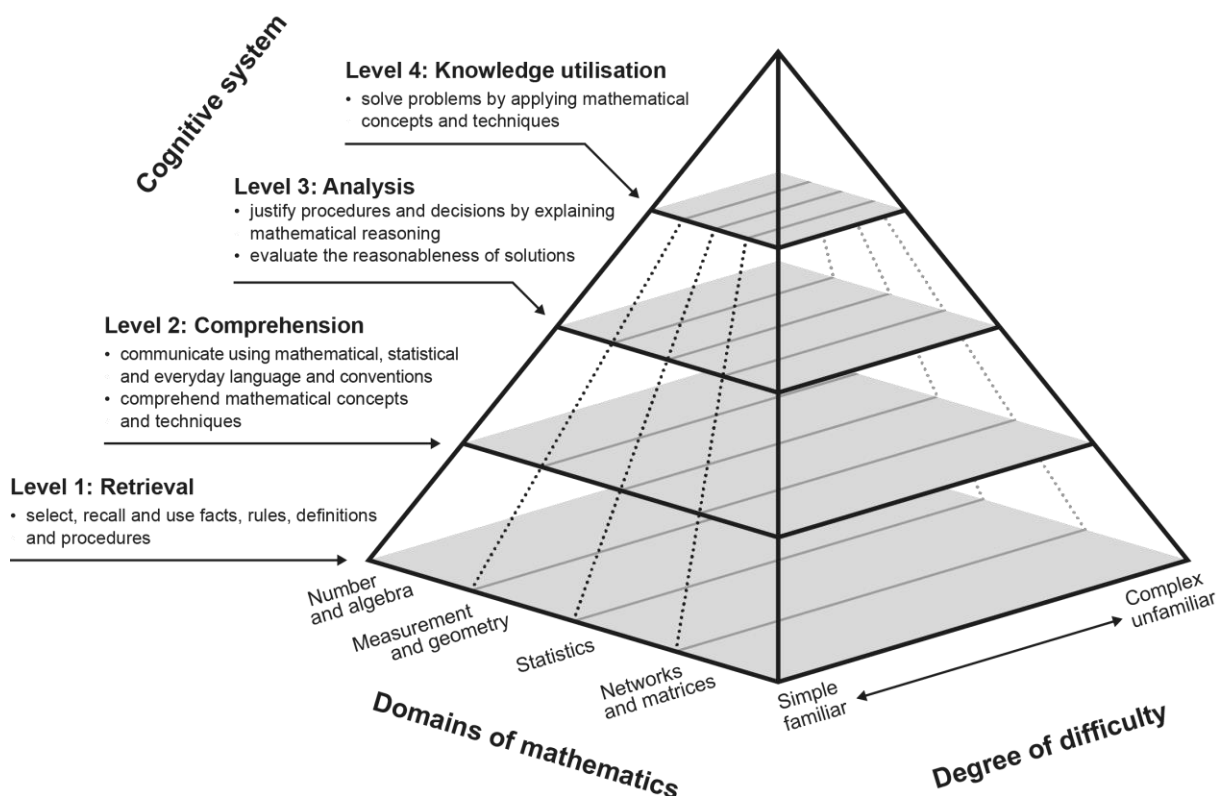 Cognitive system
Level 4: Knowledge utilisation
• solve problems by applying mathematical
concepts and techniques
Level 3: Analysis
• justify procedures and decisions by explaining
mathematical reasoning
• evaluate the reasonableness of solutions
Level 2: Comprehension
• communicate using mathematical, statistical
and everyday language and conventions
• comprehend mathematical concepts
and techniques
Level 1: Retrieval
• select, recall and use facts, rules, definitions
and procedures
Number
and algebra
Measurement
and geometry
Statistics
Networks
and matrices
Domains of mathematics
Simple
familiar
Complex
unfamiliar
Degree of difficulty